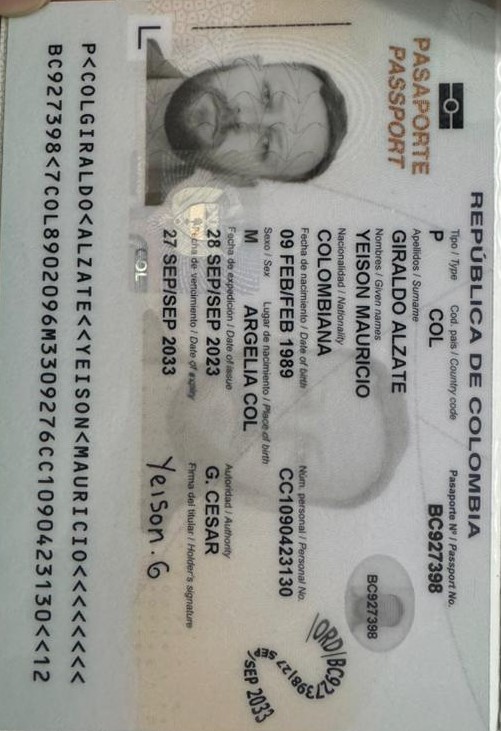 REPÚBLICA DE COLOMBIA
PASAPORTE
PASSPORT
Tipo / Type Cod. país / Country code Pasaporte Nº / Passport No.
P COL BC927398
Apellidos / Surname
GIRALDO ALZATE
Nombres / Given names
YEISON MAURICIO
Nacionalidad / Nationality
COLOMBIANA
Fecha de nacimiento / Date of birth Núm. personal / Personal No.
09 FEB/FEB 1989 CC1090423130
Sexo / Sex Lugar de nacimiento / Place of birth
M ARGELIA COL
Fecha de expedición / Date of issue Autoridad / Authority
28 SEP/SEP 2023 G. CESAR
Fecha de vencimiento / Date of expiry Firma del titular / Holder's signature
27 SEP/SEP 2033 Yeison. G
BC927398
/SEP 2033
COL
P<COLGIRALDO<ALZATE<<YEISON<MAURICIO<<<<<<<<
BC927398<7COL8902096M3309276CC1090423130<<12